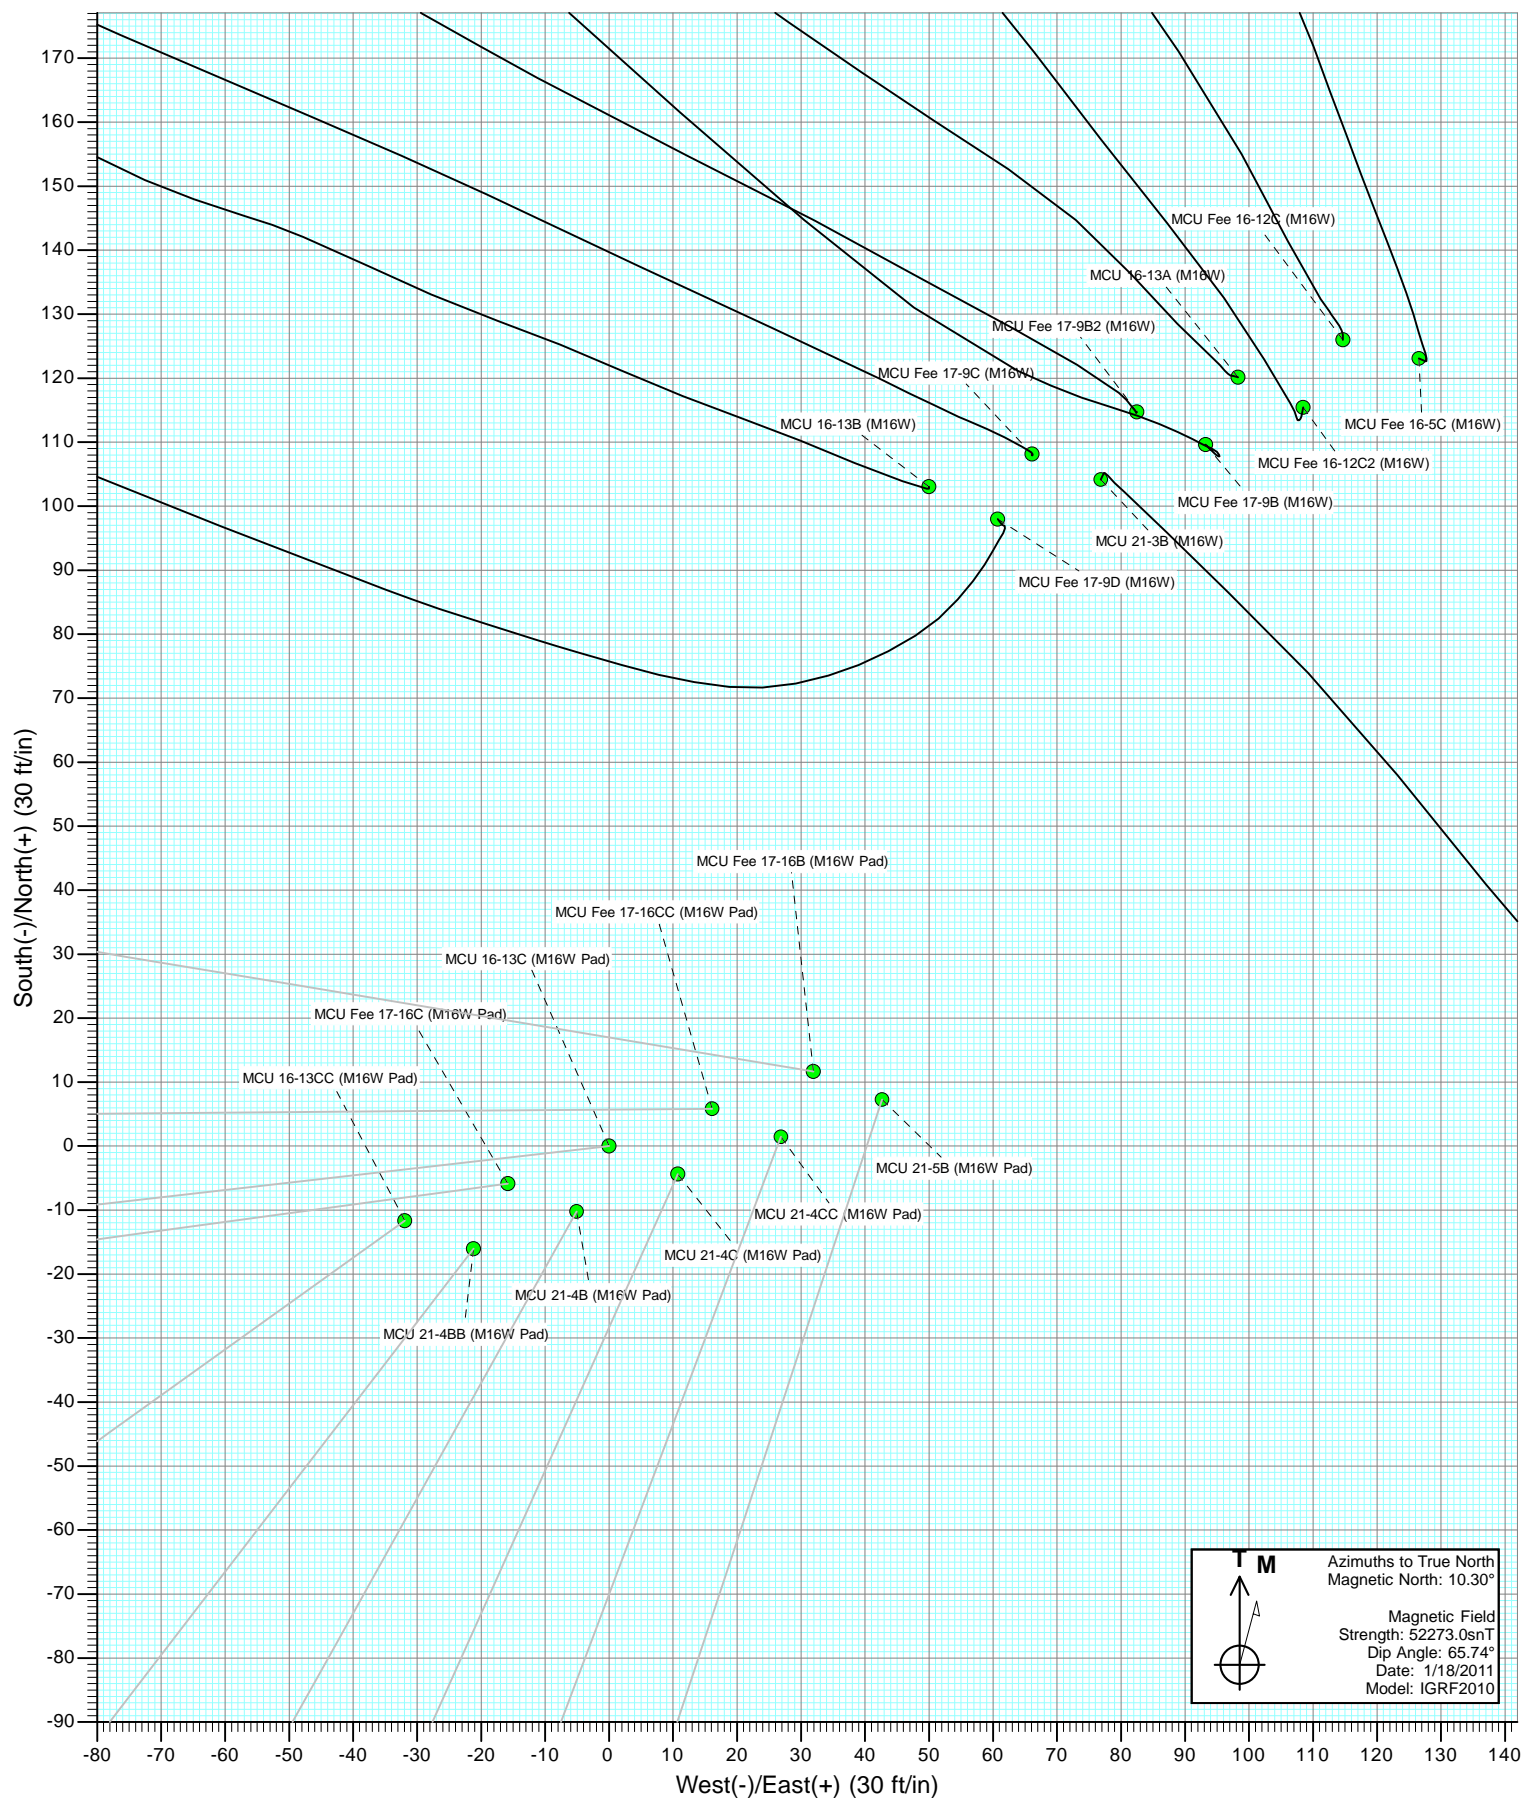 170
160
150
140
130
120
110
100
90
80
70
60
50
40
30
20
10
0
-10
-20
-30
-40
-50
-60
-70
-80
-90
South(-)/North(+) (30 ft/in)
MCU Fee 16-12C (M16W)
MCU 16-13A (M16W)
MCU Fee 17-9B2 (M16W)
MCU Fee 17-9C (M16W)
MCU 16-13B (M16W)
MCU Fee 16-5C (M16W)
MCU Fee 16-12C2 (M16W)
MCU Fee 17-9B (M16W)
MCU 21-3B (M16W)
MCU Fee 17-9D (M16W)
MCU Fee 17-16B (M16W Pad)
MCU Fee 17-16CC (M16W Pad)
MCU 16-13C (M16W Pad)
MCU Fee 17-16C (M16W Pad)
MCU 16-13CC (M16W Pad)
MCU 21-5B (M16W Pad)
MCU 21-4CC (M16W Pad)
MCU 21-4C (M16W Pad)
MCU 21-4B (M16W Pad)
MCU 21-4BB (M16W Pad)
T M
Azimuths to True North
Magnetic North: 10.30°
Magnetic Field
Strength: 52273.0snT
Dip Angle: 65.74°
Date: 1/18/2011
Model: IGRF2010
-80 -70 -60 -50 -40 -30 -20 -10 0 10 20 30 40 50 60 70 80 90 100 110 120 130 140
West(-)/East(+) (30 ft/in)